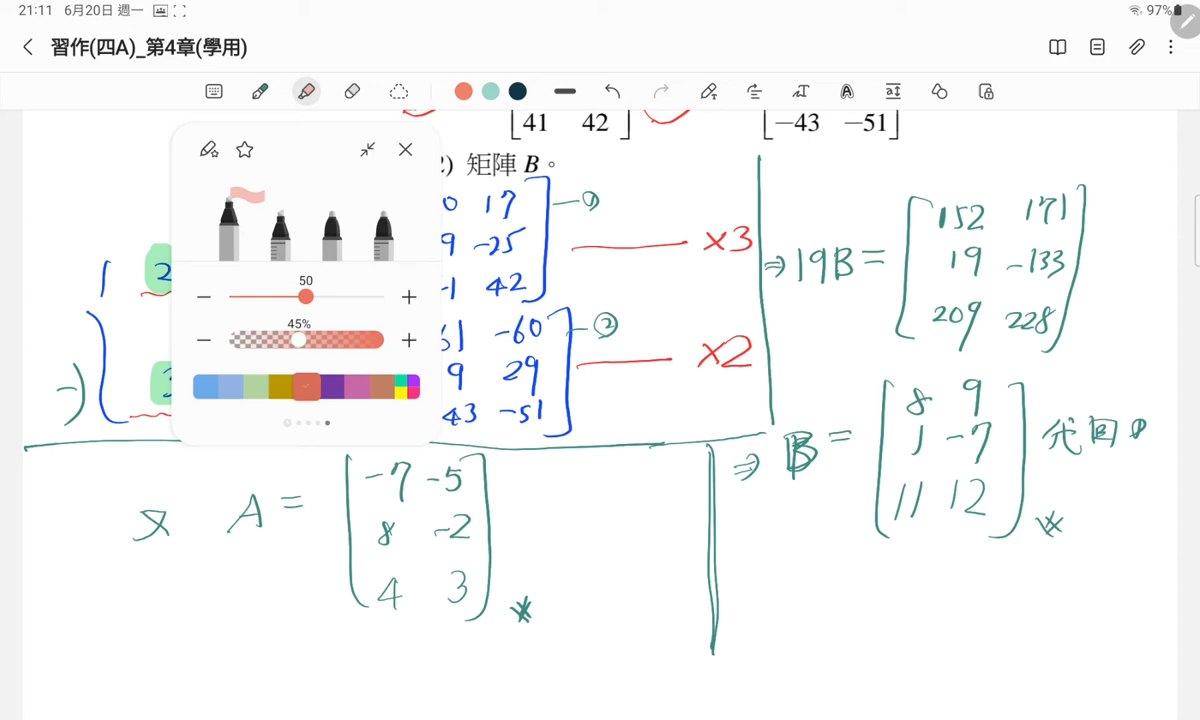 21:11 6月20日 週一 97%
習作(四A)_第4章(學用)
41 42
-43 -51
2) 矩陣 B。
0 17 ①
9 -25 ×3
-1 42
61 -60 ②
9 29 ×2
43 -51
50
45%
-)
⇒ 19B =
152 171
19 -133
209 228
⇒ B =
8 9
1 -7
11 12
代回①
又 A =
-7 -5
8 -2
4 3